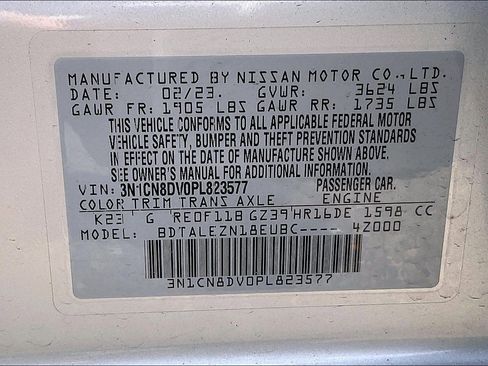 MANUFACTURED BY NISSAN MOTOR CO., LTD.
DATE: 02/23. GVWR: 3624 LBS
GAWR FR: 1905 LBS GAWR RR: 1735 LBS
THIS VEHICLE CONFORMS TO ALL APPLICABLE FEDERAL MOTOR
VEHICLE SAFETY, BUMPER AND THEFT PREVENTION STANDARDS
IN EFFECT ON THE DATE OF MANUFACTURE SHOWN ABOVE.
SEE OWNER'S MANUAL FOR ADDITIONAL INFORMATION.
VIN: 3N1CN8DV0PL823577 PASSENGER CAR.
COLOR TRIM TRANS AXLE ENGINE
K23 G RE0F11B GZ39 HR16DE 1598 CC
MODEL: BDTALEZN18EUBC---- 4Z000
3N1CN8DV0PL823577